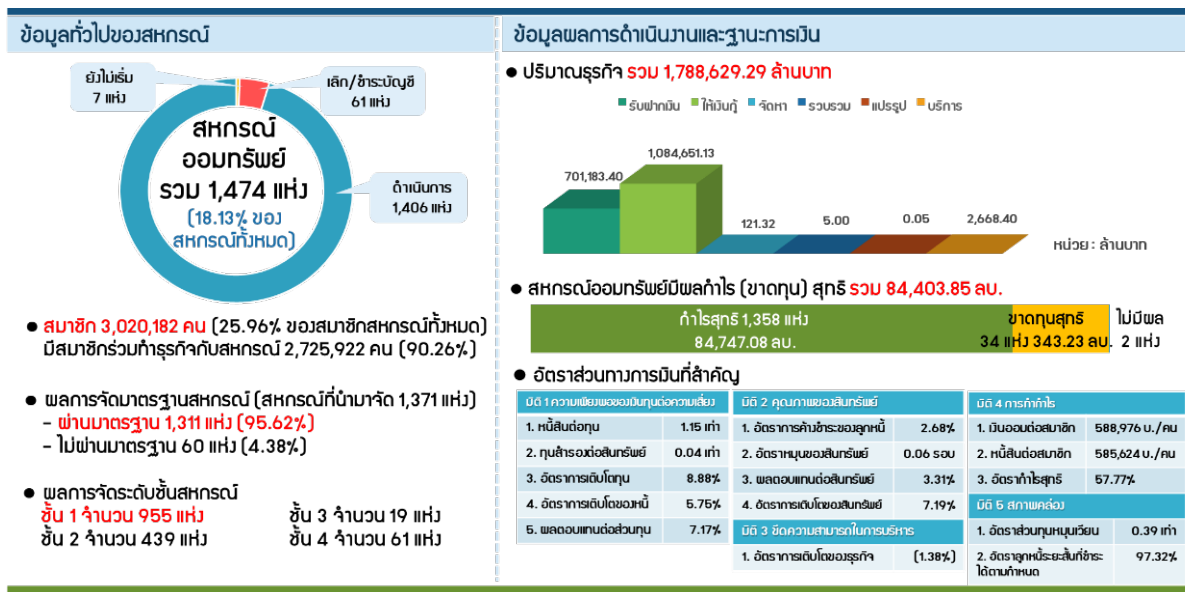 ข้อมูลทั่วไปของสหกรณ์
ยังไม่เริ่ม
7 แห่ง
เลิก/ชำระบัญชี
61 แห่ง
สหกรณ์
ออมทรัพย์
รวม 1,474 แห่ง
(18.13% ของ
สหกรณ์ทั้งหมด)
ดำเนินการ
1,406 แห่ง
● สมาชิก 3,020,182 คน (25.96% ของสมาชิกสหกรณ์ทั้งหมด)
มีสมาชิกร่วมทำธุรกิจกับสหกรณ์ 2,725,922 คน (90.26%)
● ผลการจัดมาตรฐานสหกรณ์ (สหกรณ์ที่นำมาจัด 1,371 แห่ง)
- ผ่านมาตรฐาน 1,311 แห่ง (95.62%)
- ไม่ผ่านมาตรฐาน 60 แห่ง (4.38%)
● ผลการจัดระดับชั้นสหกรณ์
ชั้น 1 จำนวน 955 แห่ง ชั้น 3 จำนวน 19 แห่ง
ชั้น 2 จำนวน 439 แห่ง ชั้น 4 จำนวน 61 แห่ง
ข้อมูลผลการดำเนินงานและฐานะการเงิน
● ปริมาณธุรกิจ รวม 1,788,629.29 ล้านบาท
รับฝากเงิน ให้เงินกู้ จัดหา รวบรวม แปรรูป บริการ
701,183.40 1,084,651.13 121.32 5.00 0.05 2,668.40
หน่วย : ล้านบาท
● สหกรณ์ออมทรัพย์มีผลกำไร (ขาดทุน) สุทธิ รวม 84,403.85 ลบ.
กำไรสุทธิ 1,358 แห่ง ขาดทุนสุทธิ ไม่มีผล
84,747.08 ลบ. 34 แห่ง 343.23 ลบ. 2 แห่ง
● อัตราส่วนทางการเงินที่สำคัญ
มิติ 1 ความเพียงพอของเงินทุนต่อความเสี่ยง
1. หนี้สินต่อทุน 1.15 เท่า
2. ทุนสำรองต่อสินทรัพย์ 0.04 เท่า
3. อัตราการเติบโตทุน 8.88%
4. อัตราการเติบโตของหนี้ 5.75%
5. ผลตอบแทนต่อส่วนทุน 7.17%
มิติ 2 คุณภาพของสินทรัพย์
1. อัตราการค้างชำระของลูกหนี้ 2.68%
2. อัตราหมุนของสินทรัพย์ 0.06 รอบ
3. ผลตอบแทนต่อสินทรัพย์ 3.31%
4. อัตราการเติบโตของสินทรัพย์ 7.19%
มิติ 3 ขีดความสามารถในการบริหาร
1. อัตราการเติบโตของธุรกิจ (1.38%)
มิติ 4 การทำกำไร
1. เงินออมต่อสมาชิก 588,976 บ./คน
2. หนี้สินต่อสมาชิก 585,624 บ./คน
3. อัตรากำไรสุทธิ 57.77%
มิติ 5 สภาพคล่อง
1. อัตราส่วนทุนหมุนเวียน 0.39 เท่า
2. อัตราลูกหนี้ระยะสั้นที่ชำระ 97.32%
ได้ตามกำหนด